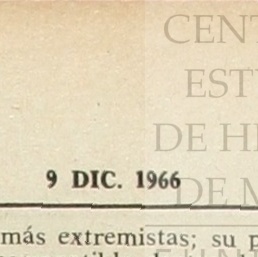 CENT
ESTU
DE HI
9 DIC. 1966
DE M
más extremistas; su p